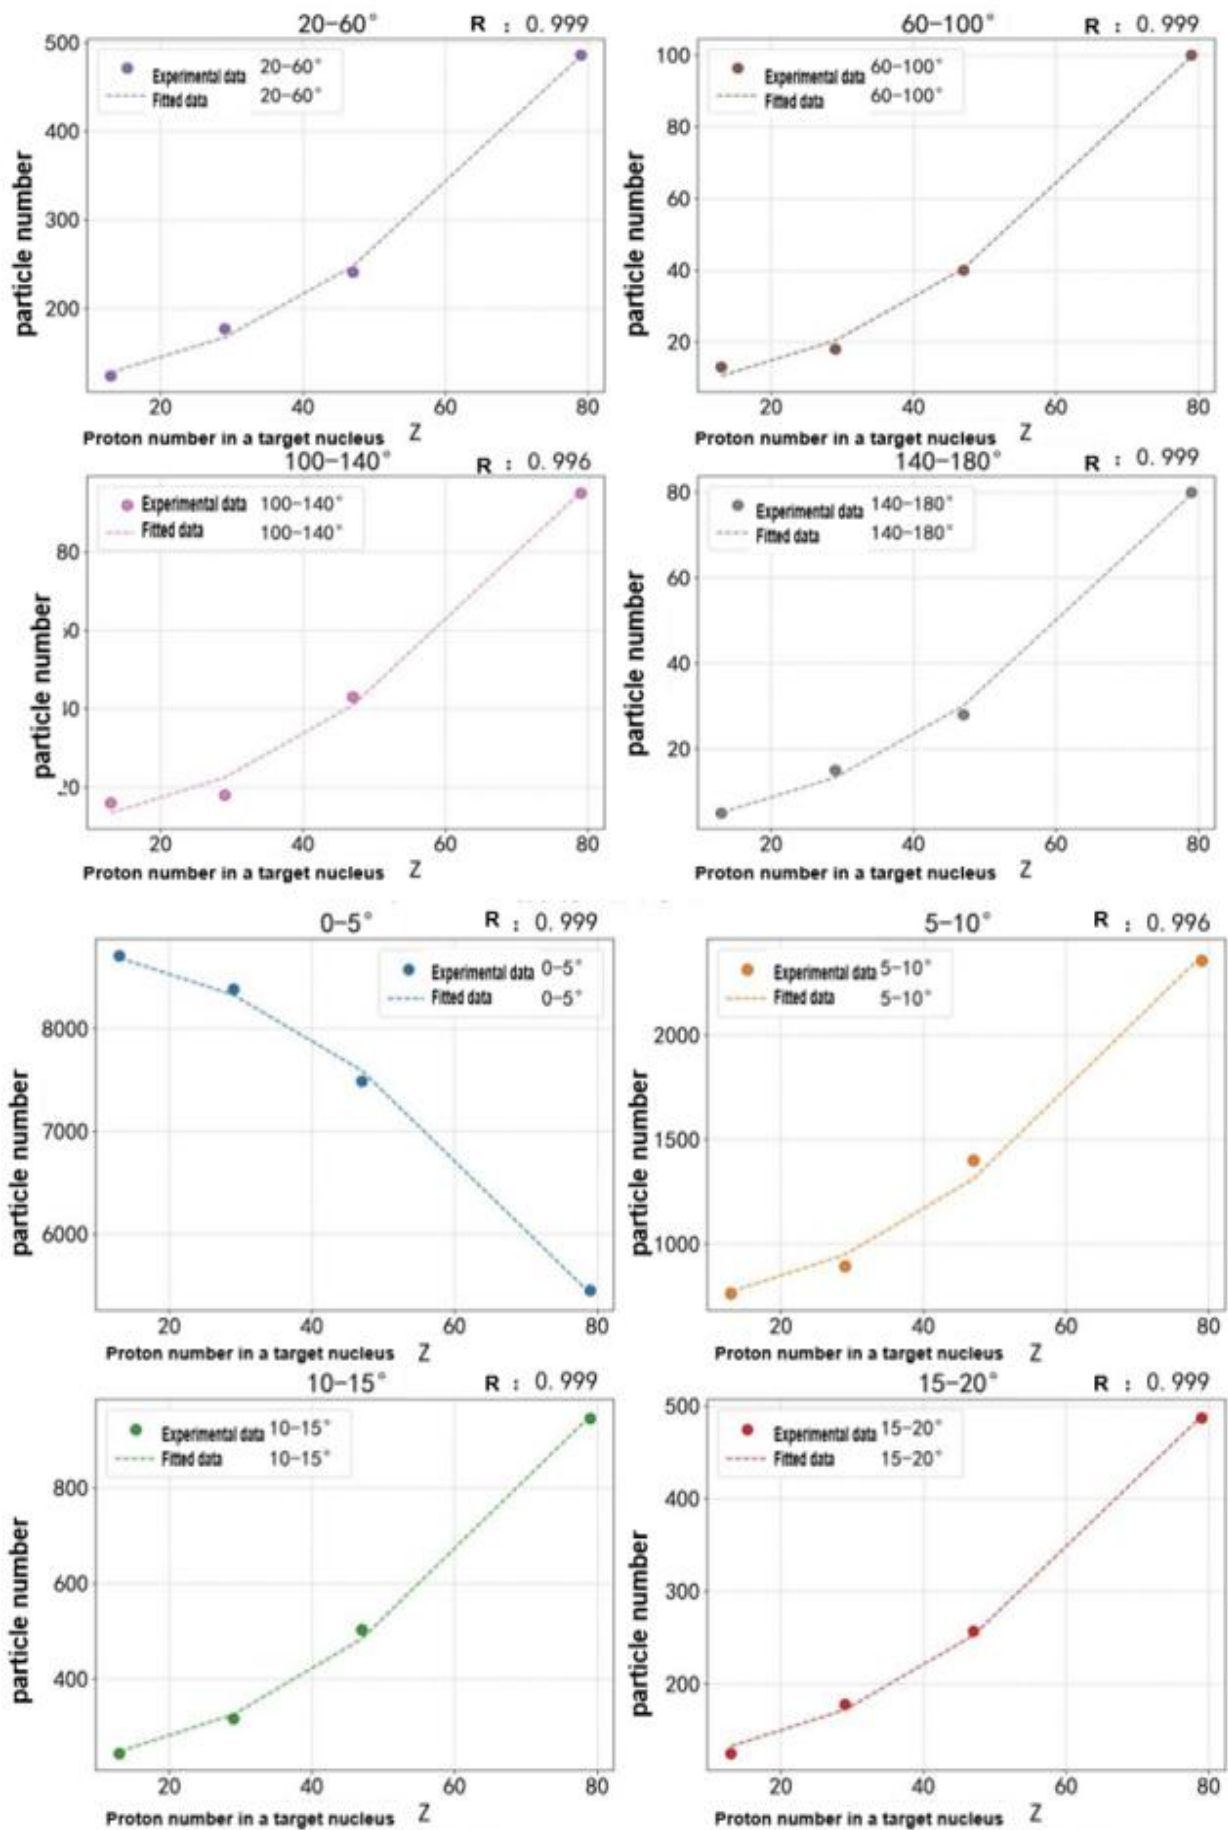 20-60° R : 0.999
500
400
300
200
particle number
Experimental data 20-60°
Fitted data 20-60°
20 40 60 80
Proton number in a target nucleus Z
60-100° R : 0.999
100
80
60
40
20
particle number
Experimental data 60-100°
Fitted data 60-100°
20 40 60 80
Proton number in a target nucleus Z
100-140° R : 0.996
80
particle number
Experimental data 100-140°
Fitted data 100-140°
20 40 60 80
Proton number in a target nucleus Z
140-180° R : 0.999
80
60
40
20
particle number
Experimental data 140-180°
Fitted data 140-180°
20 40 60 80
Proton number in a target nucleus Z
0-5° R : 0.999
8000
7000
6000
particle number
Experimental data 0-5°
Fitted data 0-5°
20 40 60 80
Proton number in a target nucleus Z
5-10° R : 0.996
2000
1500
1000
particle number
Experimental data 5-10°
Fitted data 5-10°
20 40 60 80
Proton number in a target nucleus Z
10-15° R : 0.999
800
600
400
particle number
Experimental data 10-15°
Fitted data 10-15°
20 40 60 80
Proton number in a target nucleus Z
15-20° R : 0.999
500
400
300
200
particle number
Experimental data 15-20°
Fitted data 15-20°
20 40 60 80
Proton number in a target nucleus Z